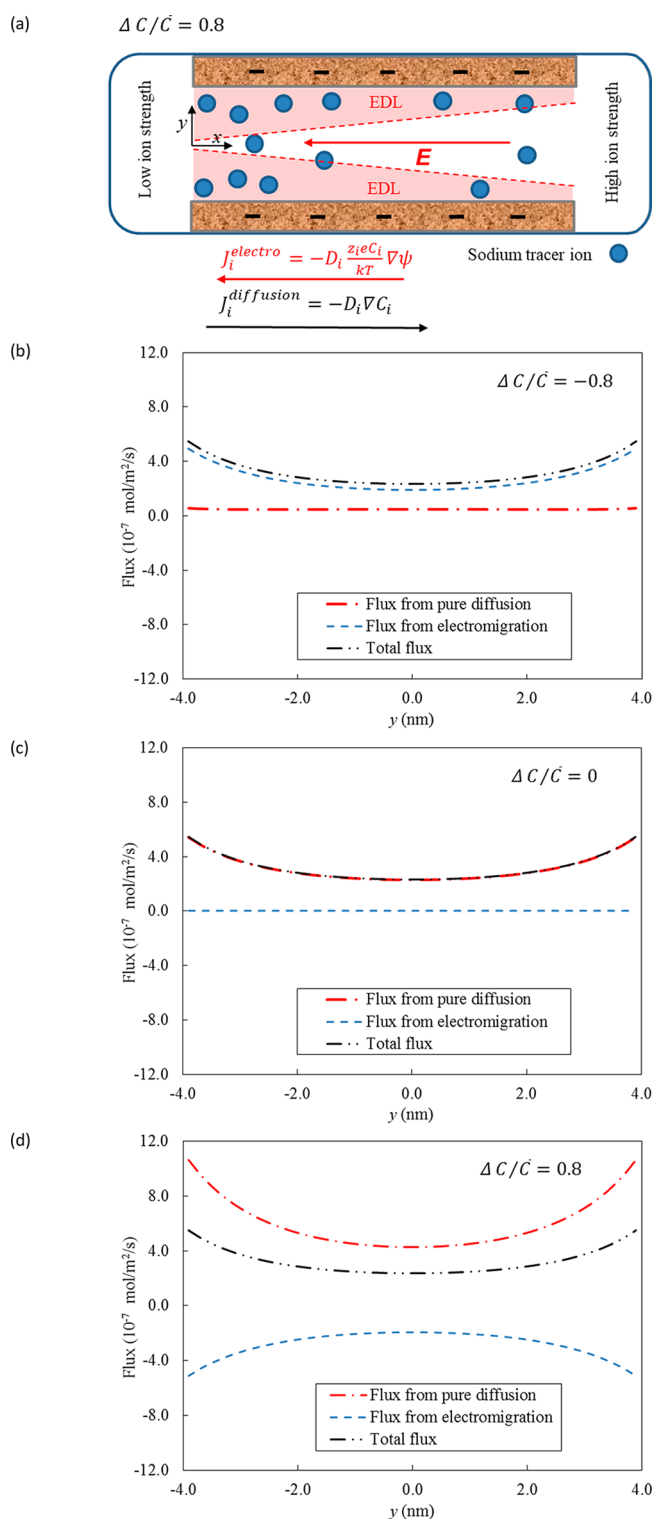 (a)
Δ C/C̄ = 0.8
Low ion strength
High ion strength
EDL
y
x
E
EDL
J_i^{electro} = −D_i \frac{z_i e C_i}{kT} ∇ψ
Sodium tracer ion
J_i^{diffusion} = −D_i ∇C_i
(b)
Flux (10⁻⁷ mol/m²/s)
12.0
8.0
4.0
0.0
-4.0
-8.0
-12.0
Δ C/C̄ = −0.8
Flux from pure diffusion
Flux from electromigration
Total flux
-4.0 -2.0 0.0 2.0 4.0
y (nm)
(c)
Flux (10⁻⁷ mol/m²/s)
12.0
8.0
4.0
0.0
-4.0
-8.0
-12.0
Δ C/C̄ = 0
Flux from pure diffusion
Flux from electromigration
Total flux
-4.0 -2.0 0.0 2.0 4.0
y (nm)
(d)
Flux (10⁻⁷ mol/m²/s)
12.0
8.0
4.0
0.0
-4.0
-8.0
-12.0
Δ C/C̄ = 0.8
Flux from pure diffusion
Flux from electromigration
Total flux
-4.0 -2.0 0.0 2.0 4.0
y (nm)